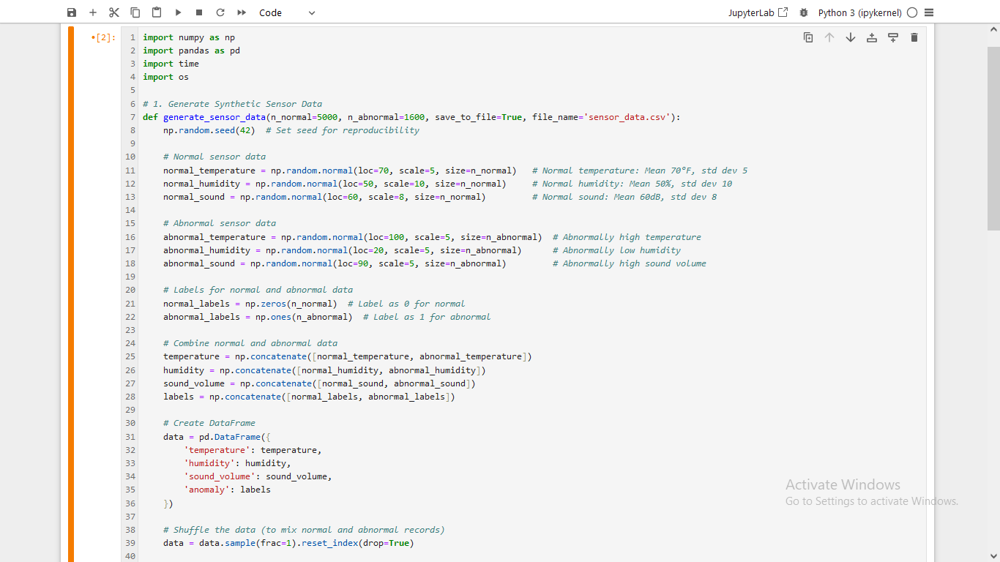 Code
JupyterLab
Python 3 (ipykernel)
[2]:
1 import numpy as np
2 import pandas as pd
3 import time
4 import os
5
6 # 1. Generate Synthetic Sensor Data
7 def generate_sensor_data(n_normal=5000, n_abnormal=1600, save_to_file=True, file_name='sensor_data.csv'):
8     np.random.seed(42)  # Set seed for reproducibility
9
10     # Normal sensor data
11     normal_temperature = np.random.normal(loc=70, scale=5, size=n_normal)   # Normal temperature: Mean 70°F, std dev 5
12     normal_humidity = np.random.normal(loc=50, scale=10, size=n_normal)     # Normal humidity: Mean 50%, std dev 10
13     normal_sound = np.random.normal(loc=60, scale=8, size=n_normal)         # Normal sound: Mean 60dB, std dev 8
14
15     # Abnormal sensor data
16     abnormal_temperature = np.random.normal(loc=100, scale=5, size=n_abnormal)  # Abnormally high temperature
17     abnormal_humidity = np.random.normal(loc=20, scale=5, size=n_abnormal)      # Abnormally low humidity
18     abnormal_sound = np.random.normal(loc=90, scale=5, size=n_abnormal)         # Abnormally high sound volume
19
20     # Labels for normal and abnormal data
21     normal_labels = np.zeros(n_normal)  # Label as 0 for normal
22     abnormal_labels = np.ones(n_abnormal)  # Label as 1 for abnormal
23
24     # Combine normal and abnormal data
25     temperature = np.concatenate([normal_temperature, abnormal_temperature])
26     humidity = np.concatenate([normal_humidity, abnormal_humidity])
27     sound_volume = np.concatenate([normal_sound, abnormal_sound])
28     labels = np.concatenate([normal_labels, abnormal_labels])
29
30     # Create DataFrame
31     data = pd.DataFrame({
32         'temperature': temperature,
33         'humidity': humidity,
34         'sound_volume': sound_volume,
35         'anomaly': labels
36     })
37
38     # Shuffle the data (to mix normal and abnormal records)
39     data = data.sample(frac=1).reset_index(drop=True)
40
Activate Windows
Go to Settings to activate Windows.